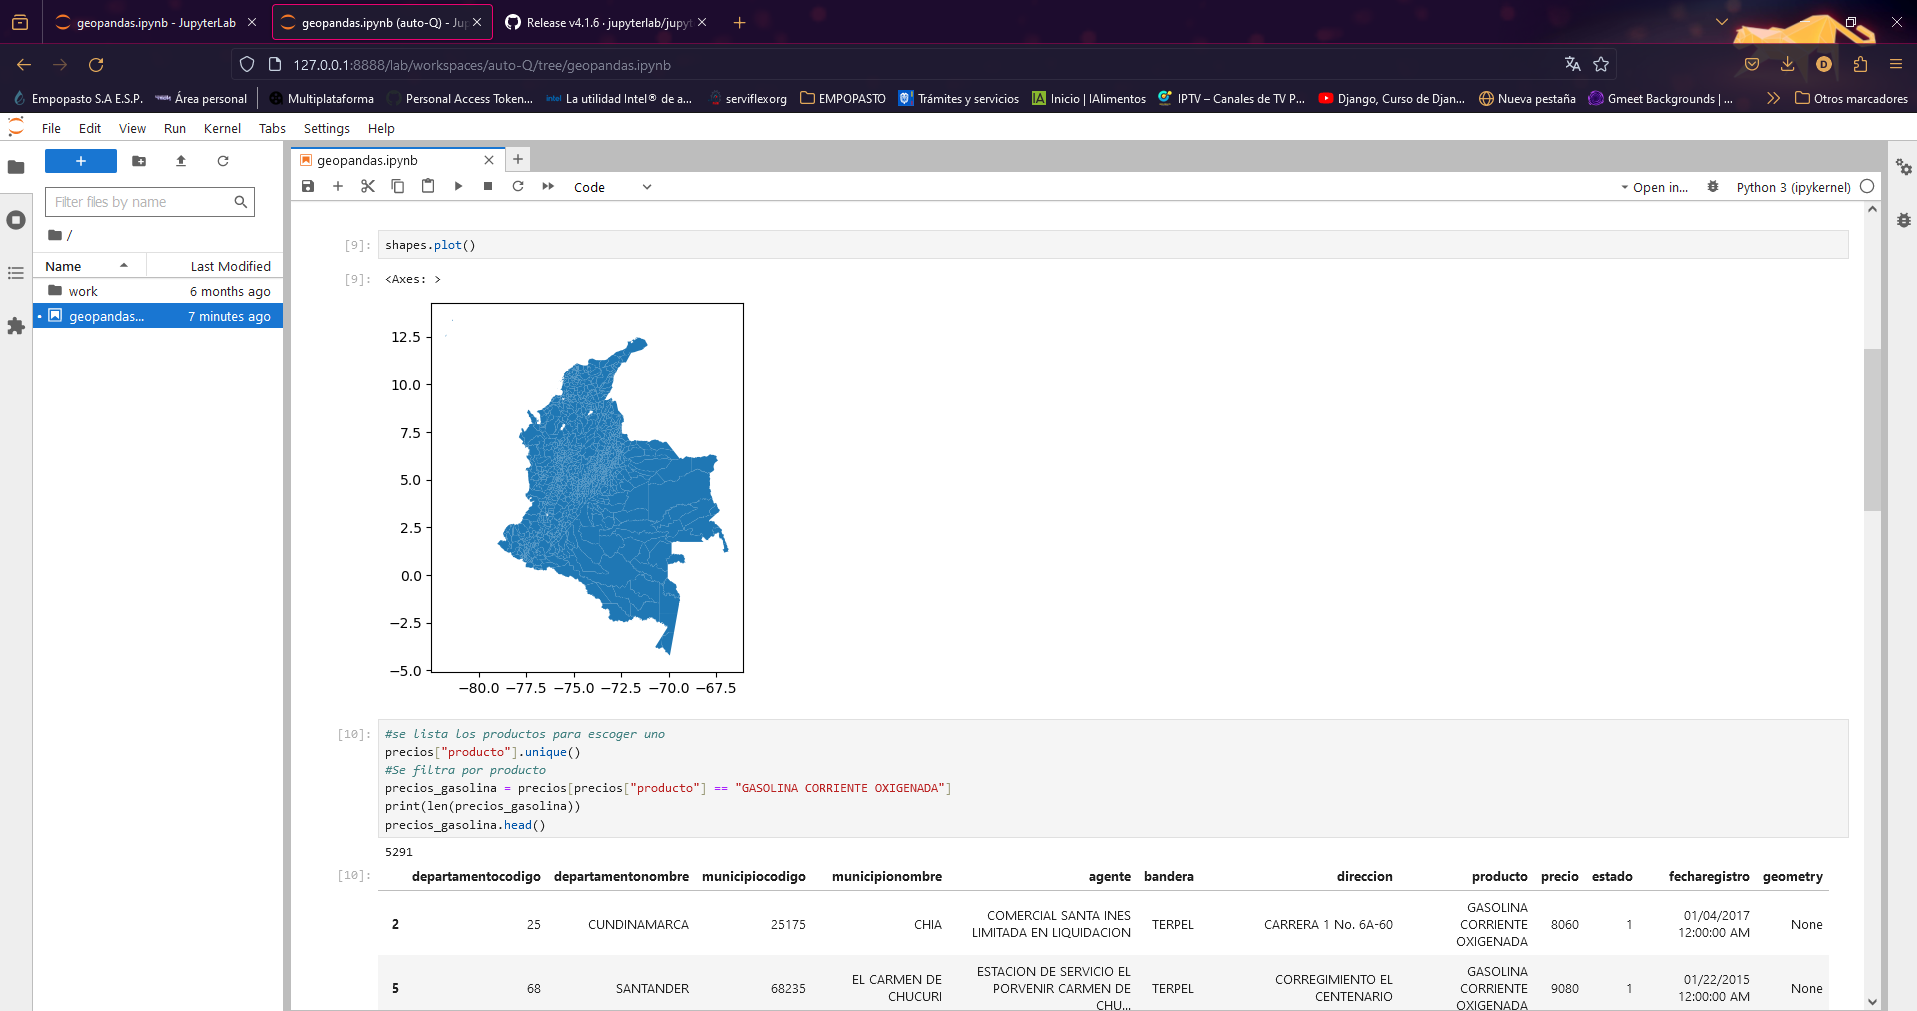 geopandas.ipynb - JupyterLab
geopandas.ipynb (auto-Q) - Jup
Release v4.1.6 · jupyterlab/jupyt
127.0.0.1:8888/lab/workspaces/auto-Q/tree/geopandas.ipynb
D
Empopasto S.A E.S.P.
Área personal
Multiplataforma
Personal Access Token...
intel La utilidad Intel® de a...
serviflexorg
EMPOPASTO
Trámites y servicios
IA Inicio | IAlimentos
IPTV – Canales de TV P...
Django, Curso de Djan...
Nueva pestaña
Gmeet Backgrounds | ...
Otros marcadores
File Edit View Run Kernel Tabs Settings Help
Filter files by name
/
Name Last Modified
work 6 months ago
geopandas... 7 minutes ago
geopandas.ipynb
Code
Open in...
Python 3 (ipykernel)
[9]: shapes.plot()
[9]: <Axes: >
12.5
10.0
7.5
5.0
2.5
0.0
−2.5
−5.0
−80.0 −77.5 −75.0 −72.5 −70.0 −67.5
[10]: #se lista los productos para escoger uno
precios["producto"].unique()
#Se filtra por producto
precios_gasolina = precios[precios["producto"] == "GASOLINA CORRIENTE OXIGENADA"]
print(len(precios_gasolina))
precios_gasolina.head()
5291
[10]: departamentocodigo departamentonombre municipiocodigo municipionombre agente bandera direccion producto precio estado fecharegistro geometry
2 25 CUNDINAMARCA 25175 CHIA COMERCIAL SANTA INES LIMITADA EN LIQUIDACION TERPEL CARRERA 1 No. 6A-60 GASOLINA CORRIENTE OXIGENADA 8060 1 01/04/2017 12:00:00 AM None
5 68 SANTANDER 68235 EL CARMEN DE CHUCURI ESTACION DE SERVICIO EL PORVENIR CARMEN DE CHU... TERPEL CORREGIMIENTO EL CENTENARIO GASOLINA CORRIENTE OXIGENADA 9080 1 01/22/2015 12:00:00 AM None